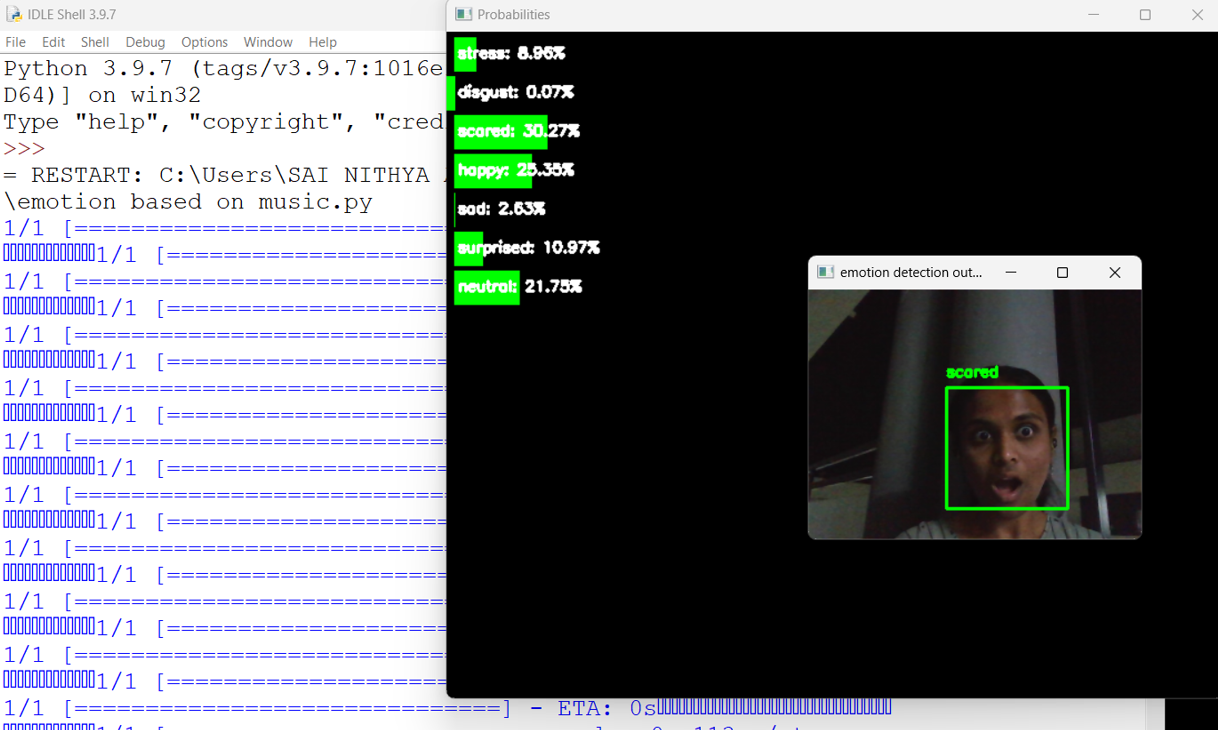 IDLE Shell 3.9.7
File Edit Shell Debug Options Window Help
Python 3.9.7 (tags/v3.9.7:1016e
D64)] on win32
Type "help", "copyright", "cred
>>>
= RESTART: C:\Users\SAI NITHYA
\emotion based on music.py
1/1 [==========================
1/1 [====================
1/1 [==========================
1/1 [====================
1/1 [==========================
1/1 [====================
1/1 [==========================
1/1 [====================
1/1 [==========================
1/1 [====================
1/1 [==========================
1/1 [====================
1/1 [==========================
1/1 [====================
1/1 [==========================
1/1 [====================
1/1 [==========================
1/1 [====================
1/1 [==============================] - ETA: 0s
1/1 [
Probabilities
stress: 8.96%
disgust: 0.07%
scared: 30.27%
happy: 25.35%
sad: 2.63%
surprised: 10.97%
neutral: 21.75%
emotion detection out...
scared